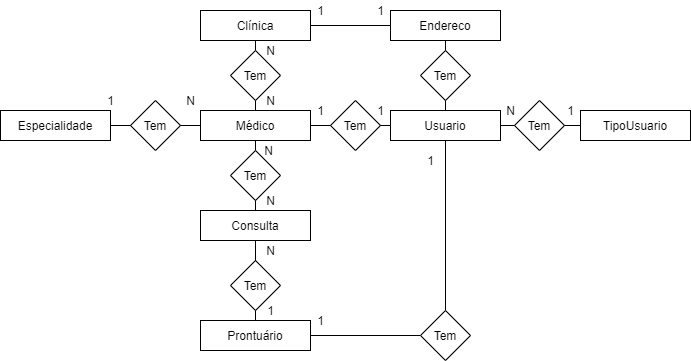 1
1
Clínica
Endereco
N
Tem
Tem
N
1
N
1
1
N
1
Especialidade
Tem
Médico
Tem
Usuario
Tem
TipoUsuario
N
1
Tem
N
Consulta
N
Tem
1
1
Prontuário
Tem